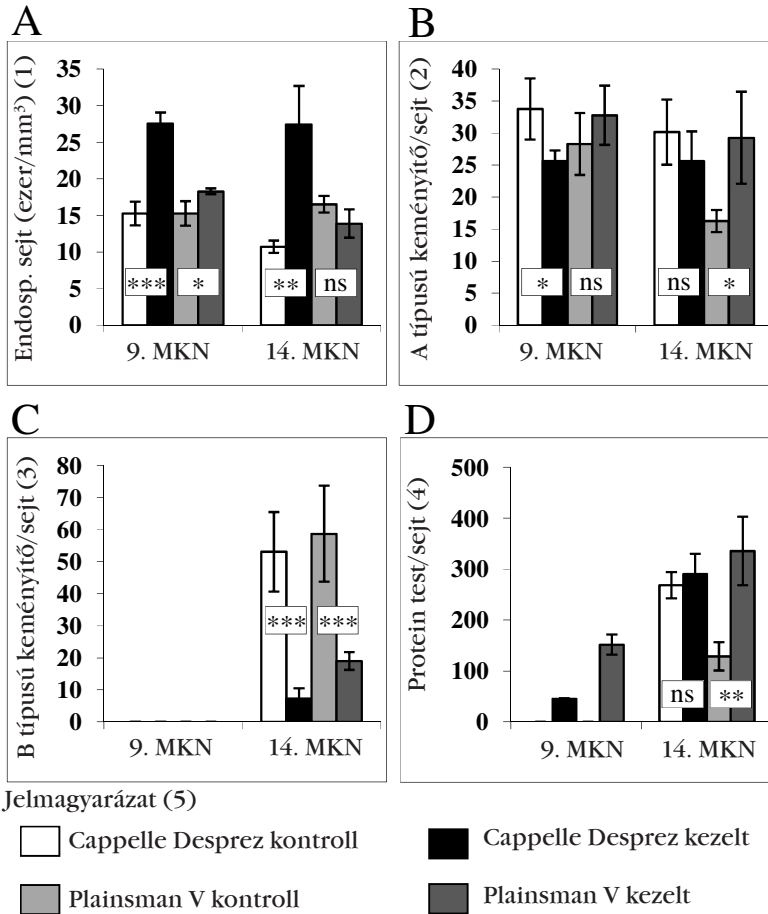 A
Endosp. sejt (ezer/mm³) (1)
35
30
25
20
15
10
5
0
*** * ** ns
9. MKN 14. MKN
B
A típusú keményítő/sejt (2)
40
35
30
25
20
15
10
5
0
* ns ns *
9. MKN 14. MKN
C
B típusú keményítő/sejt (3)
80
70
60
50
40
30
20
10
0
*** ***
9. MKN 14. MKN
D
Protein test/sejt (4)
500
400
300
200
100
0
ns **
9. MKN 14. MKN
Jelmagyarázat (5)
Cappelle Desprez kontroll
Cappelle Desprez kezelt
Plainsman V kontroll
Plainsman V kezelt